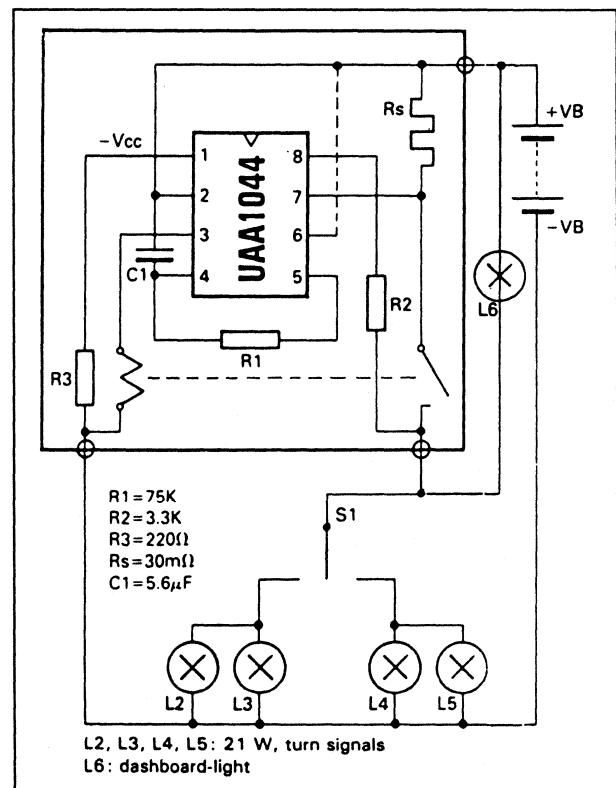 Rs
+VB
−VB
−Vcc
1
2
3
4
8
7
6
5
UAA1044
C1
R1
R2
R3
L6
S1
R1=75K
R2=3.3K
R3=220Ω
Rs=30mΩ
C1=5.6μF
L2
L3
L4
L5
L2, L3, L4, L5: 21 W, turn signals
L6: dashboard-light